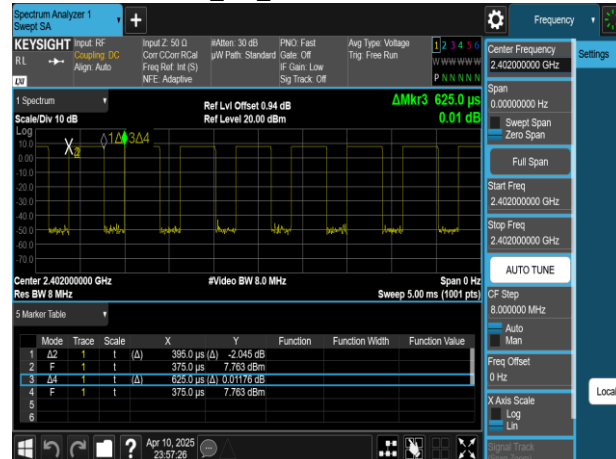 Spectrum Analyzer 1
Swept SA
Frequency
KEYSIGHT
RL
LXI
Input: RF
Coupling: DC
Align: Auto
Input Z: 50 Ω
Corr CCorr RCal
Freq Ref: Int (S)
NFE: Adaptive
#Atten: 30 dB
µW Path: Standard
PNO: Fast
Gate: Off
IF Gain: Low
Sig Track: Off
Avg Type: Voltage
Trig: Free Run
1 2 3 4 5 6
W W W W W W
P N N N N N
1 Spectrum
Scale/Div 10 dB
Ref Lvl Offset 0.94 dB
Ref Level 20.00 dBm
ΔMkr3 625.0 µs
0.01 dB
Log
10.0
0.00
-10.0
-20.0
-30.0
-40.0
-50.0
-60.0
-70.0
X2
1Δ 3Δ4
Center 2.402000000 GHz
Res BW 8 MHz
#Video BW 8.0 MHz
Span 0 Hz
Sweep 5.00 ms (1001 pts)
5 Marker Table
Mode Trace Scale X Y Function Function Width Function Value
1 Δ2 1 t (Δ) 395.0 µs (Δ) -2.045 dB
2 F 1 t 375.0 µs 7.763 dBm
3 Δ4 1 t (Δ) 625.0 µs (Δ) 0.01176 dB
4 F 1 t 375.0 µs 7.763 dBm
5
6
Apr 10, 2025
23:57:26
Center Frequency
2.402000000 GHz
Settings
Span
0.00000000 Hz
Swept Span
Zero Span
Full Span
Start Freq
2.402000000 GHz
Stop Freq
2.402000000 GHz
AUTO TUNE
CF Step
8.000000 MHz
Auto
Man
Freq Offset
0 Hz
Local
X Axis Scale
Log
Lin
Signal Track